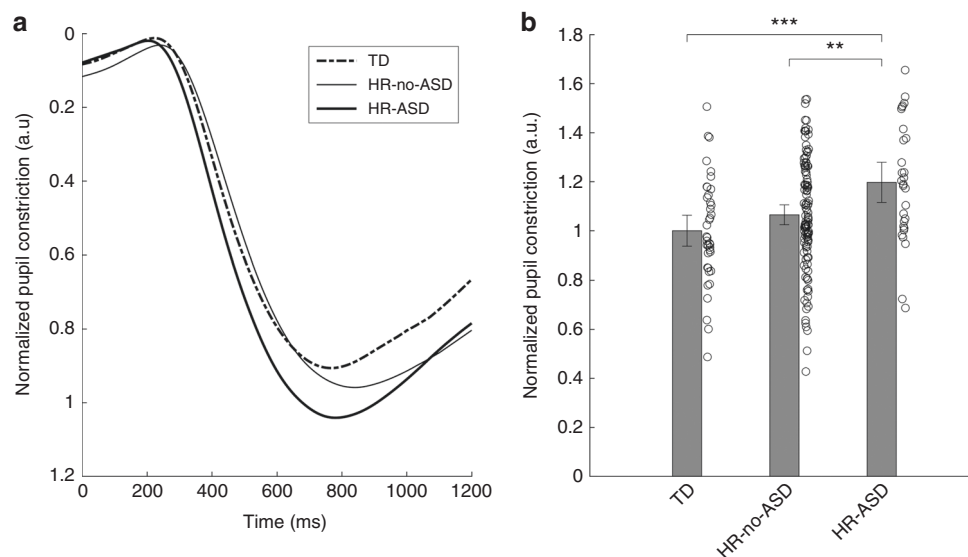 a
0
0.2
0.4
0.6
0.8
1
1.2
Normalized pupil constriction (a.u)
0 200 400 600 800 1000 1200
Time (ms)
TD
HR-no-ASD
HR-ASD
b
***
**
1.8
1.6
1.4
1.2
1
0.8
0.6
0.4
0.2
0
Normalized pupil constriction (a.u.)
TD
HR-no-ASD
HR-ASD